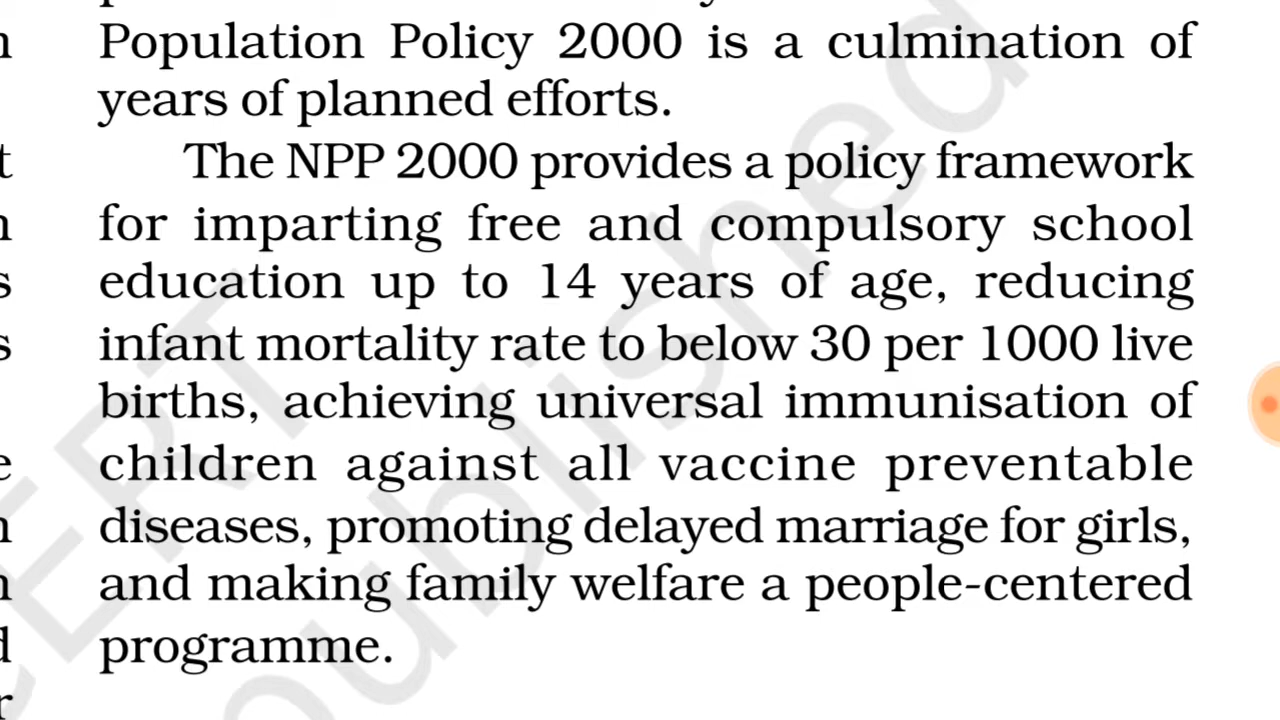 Population Policy 2000 is a culmination of
years of planned efforts.
The NPP 2000 provides a policy framework
for imparting free and compulsory school
education up to 14 years of age, reducing
infant mortality rate to below 30 per 1000 live
births, achieving universal immunisation of
children against all vaccine preventable
diseases, promoting delayed marriage for girls,
and making family welfare a people-centered
programme.